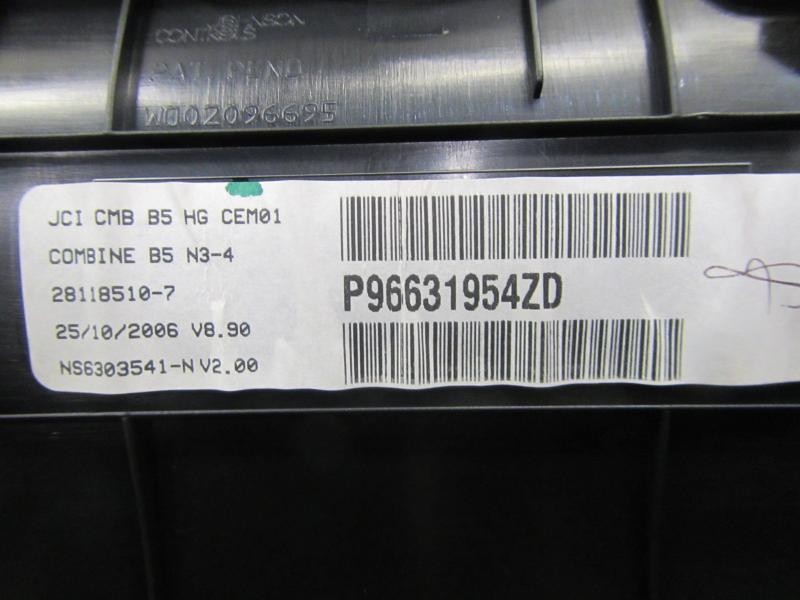 JOHNSON
CONTROLS
PAT. PEND
W002096695
JCI CMB B5 HG CEM01
COMBINE B5 N3-4
28118510-7
25/10/2006 V8.90
NS6303541-N V2.00
P96631954ZD